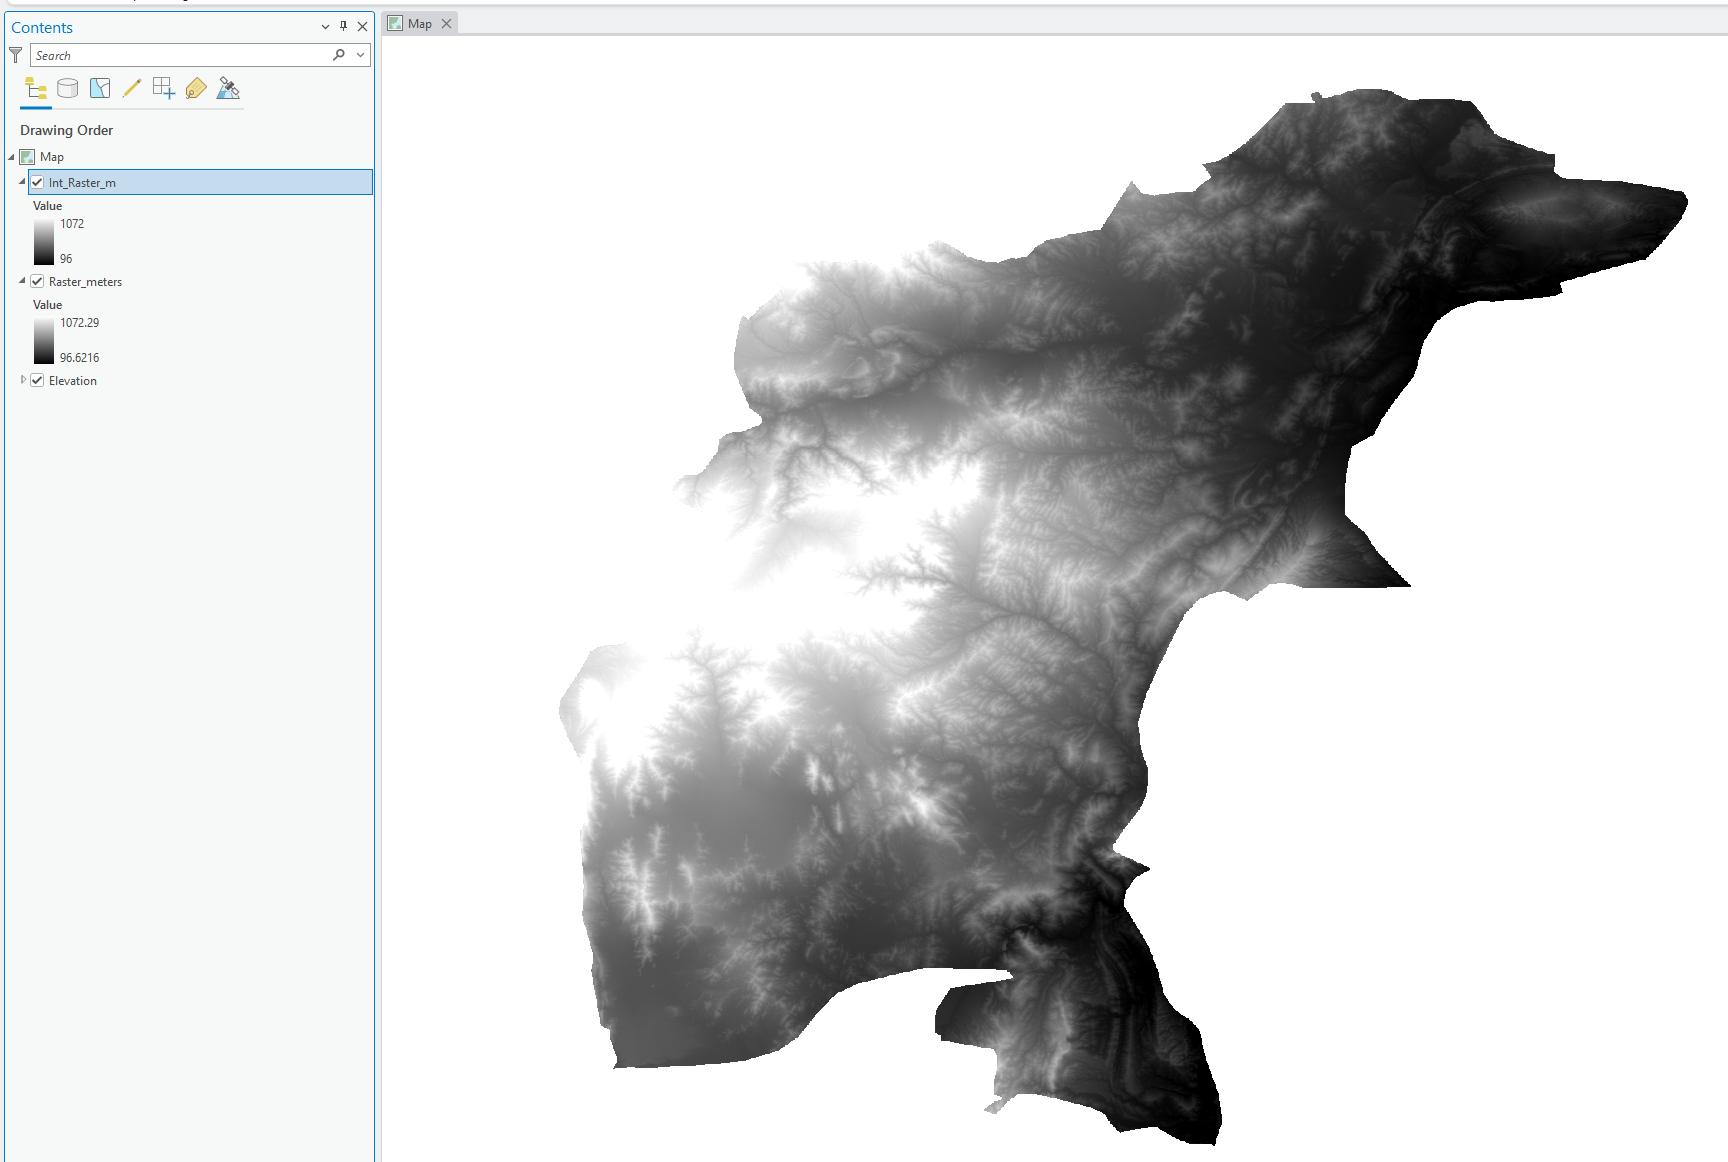 Contents
Map
Search
Drawing Order
Map
Int_Raster_m
Value
1072
96
Raster_meters
Value
1072.29
96.6216
Elevation